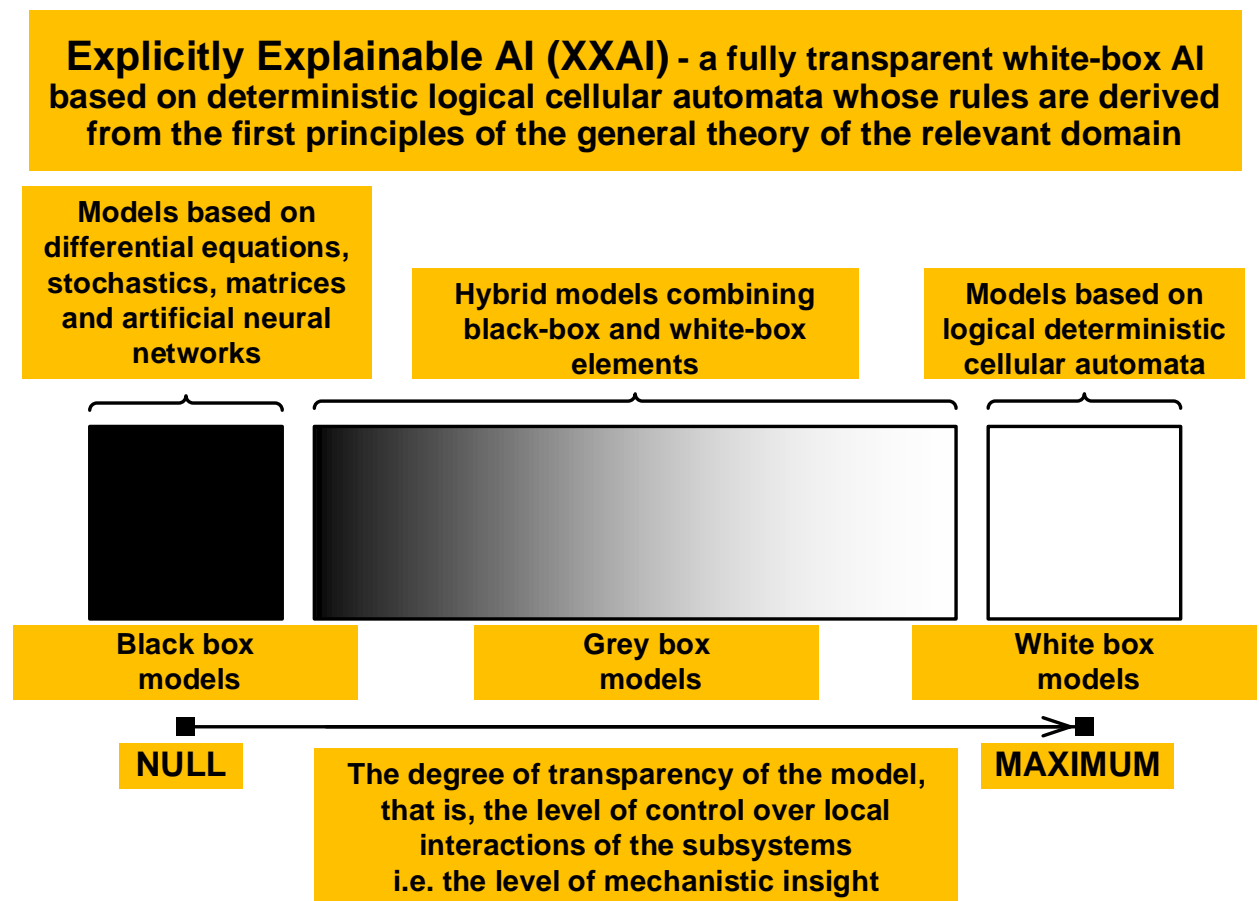 Explicitly Explainable AI (XXAI) - a fully transparent white-box AI
based on deterministic logical cellular automata whose rules are derived
from the first principles of the general theory of the relevant domain
Models based on
differential equations,
stochastics, matrices
and artificial neural
networks
Hybrid models combining
black-box and white-box
elements
Models based on
logical deterministic
cellular automata
Black box
models
Grey box
models
White box
models
NULL
MAXIMUM
The degree of transparency of the model,
that is, the level of control over local
interactions of the subsystems
i.e. the level of mechanistic insight